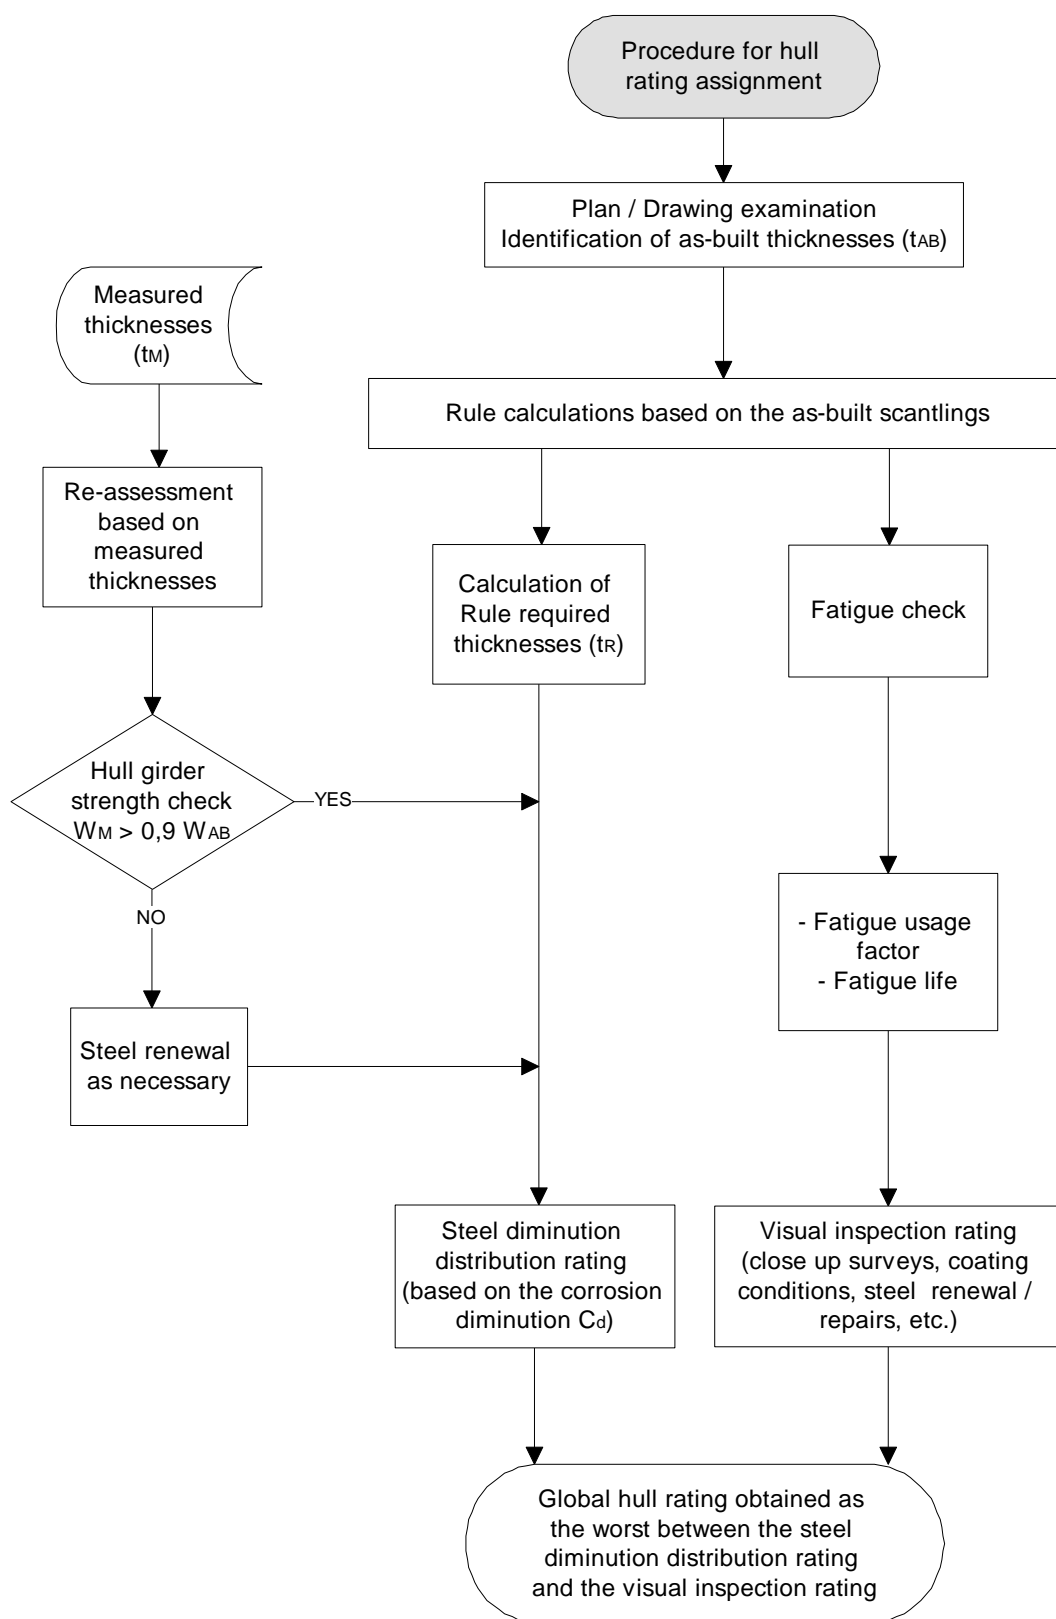 Procedure for hull
rating assignment
Plan / Drawing examination
Identification of as-built thicknesses (tAB)
Measured
thicknesses
(tM)
Rule calculations based on the as-built scantlings
Re-assessment
based on
measured
thicknesses
Calculation of
Rule required
thicknesses (tR)
Fatigue check
Hull girder
strength check
WM > 0,9 WAB
YES
NO
- Fatigue usage
factor
- Fatigue life
Steel renewal
as necessary
Steel diminution
distribution rating
(based on the corrosion
diminution Cd)
Visual inspection rating
(close up surveys, coating
conditions, steel renewal /
repairs, etc.)
Global hull rating obtained as
the worst between the steel
diminution distribution rating
and the visual inspection rating